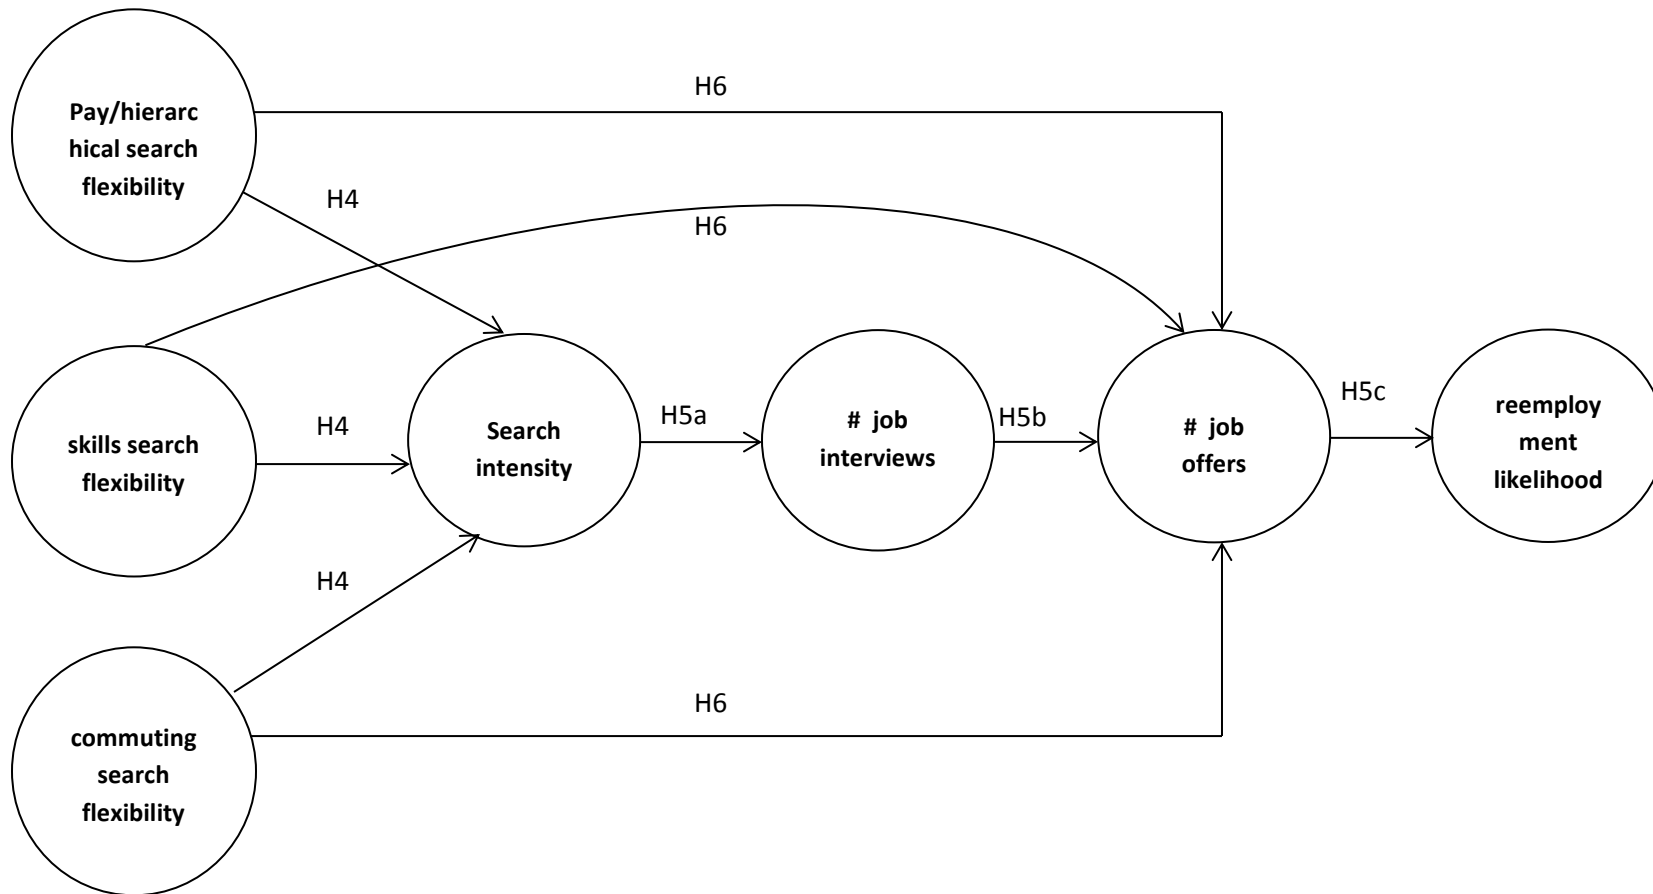 H6
Pay/hierarc
hical search
flexibility
H4
H6
skills search
flexibility
H4
Search
intensity
H5a
# job
interviews
H5b
# job
offers
H5c
reemploy
ment
likelihood
H4
commuting
search
flexibility
H6